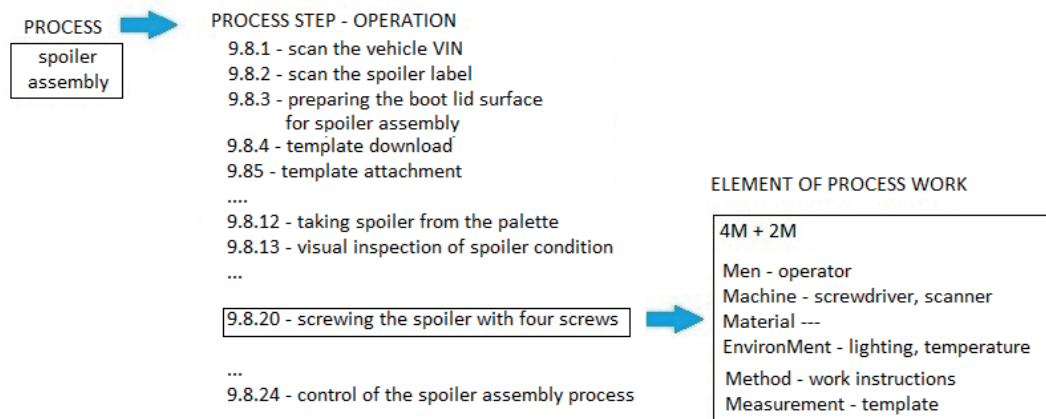 PROCESS
spoiler
assembly
PROCESS STEP - OPERATION
9.8.1 - scan the vehicle VIN
9.8.2 - scan the spoiler label
9.8.3 - preparing the boot lid surface
for spoiler assembly
9.8.4 - template download
9.85 - template attachment
....
9.8.12 - taking spoiler from the palette
9.8.13 - visual inspection of spoiler condition
...
9.8.20 - screwing the spoiler with four screws
...
9.8.24 - control of the spoiler assembly process
ELEMENT OF PROCESS WORK
4M + 2M
Men - operator
Machine - screwdriver, scanner
Material ---
EnvironMent - lighting, temperature
Method - work instructions
Measurement - template